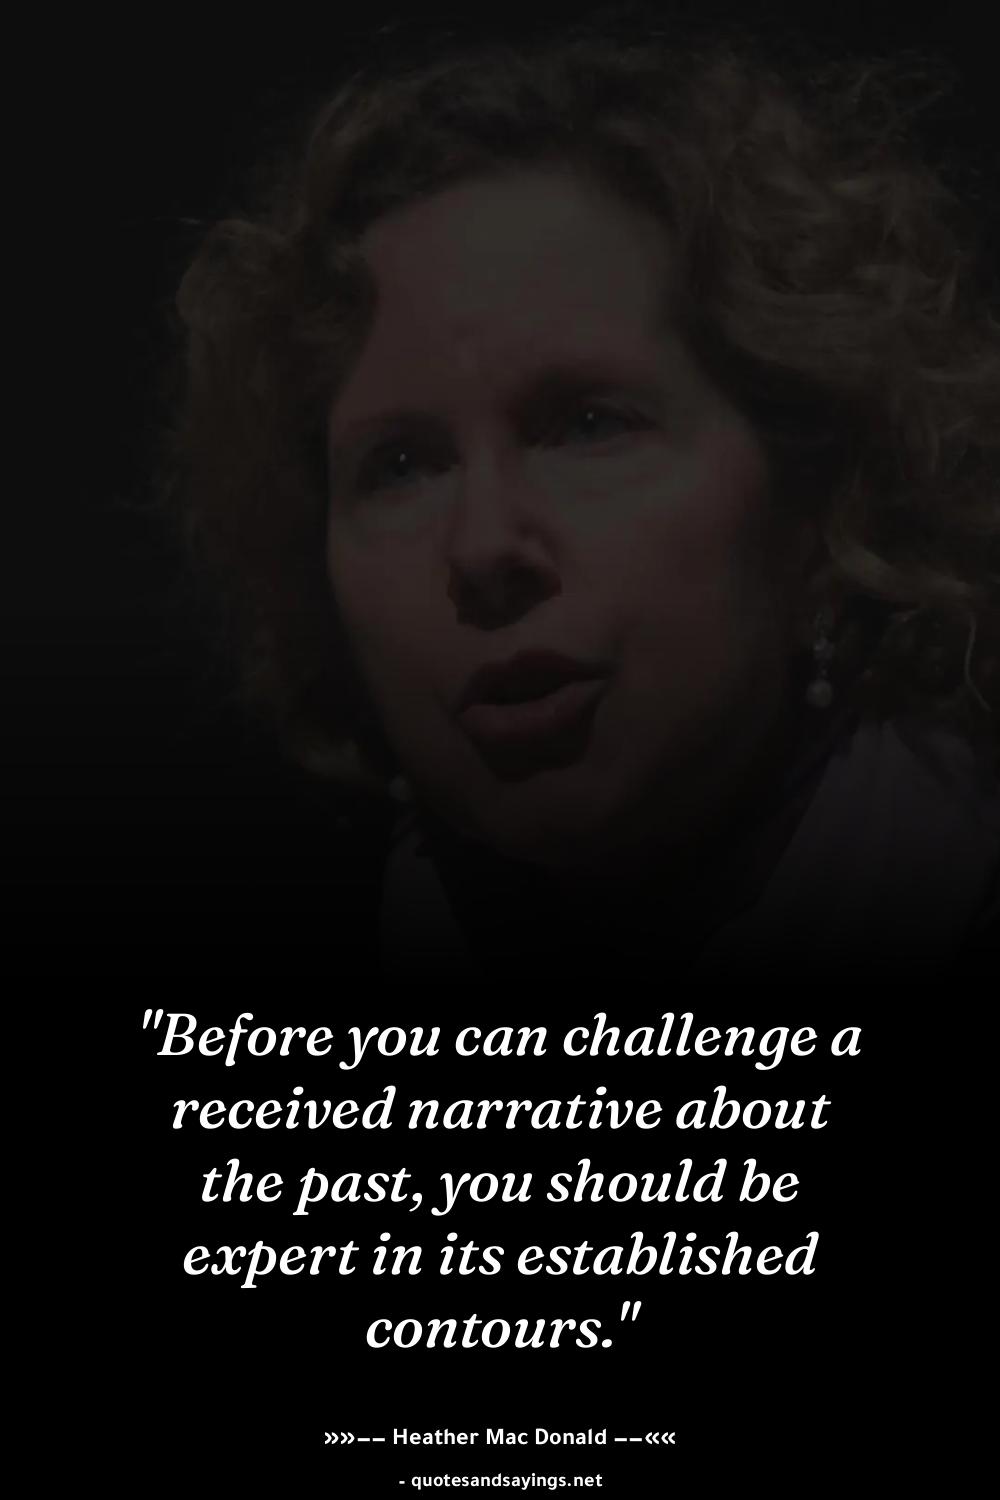 "Before you can challenge a
received narrative about
the past, you should be
expert in its established
contours."
»»−− Heather Mac Donald −−««
- quotesandsayings.net